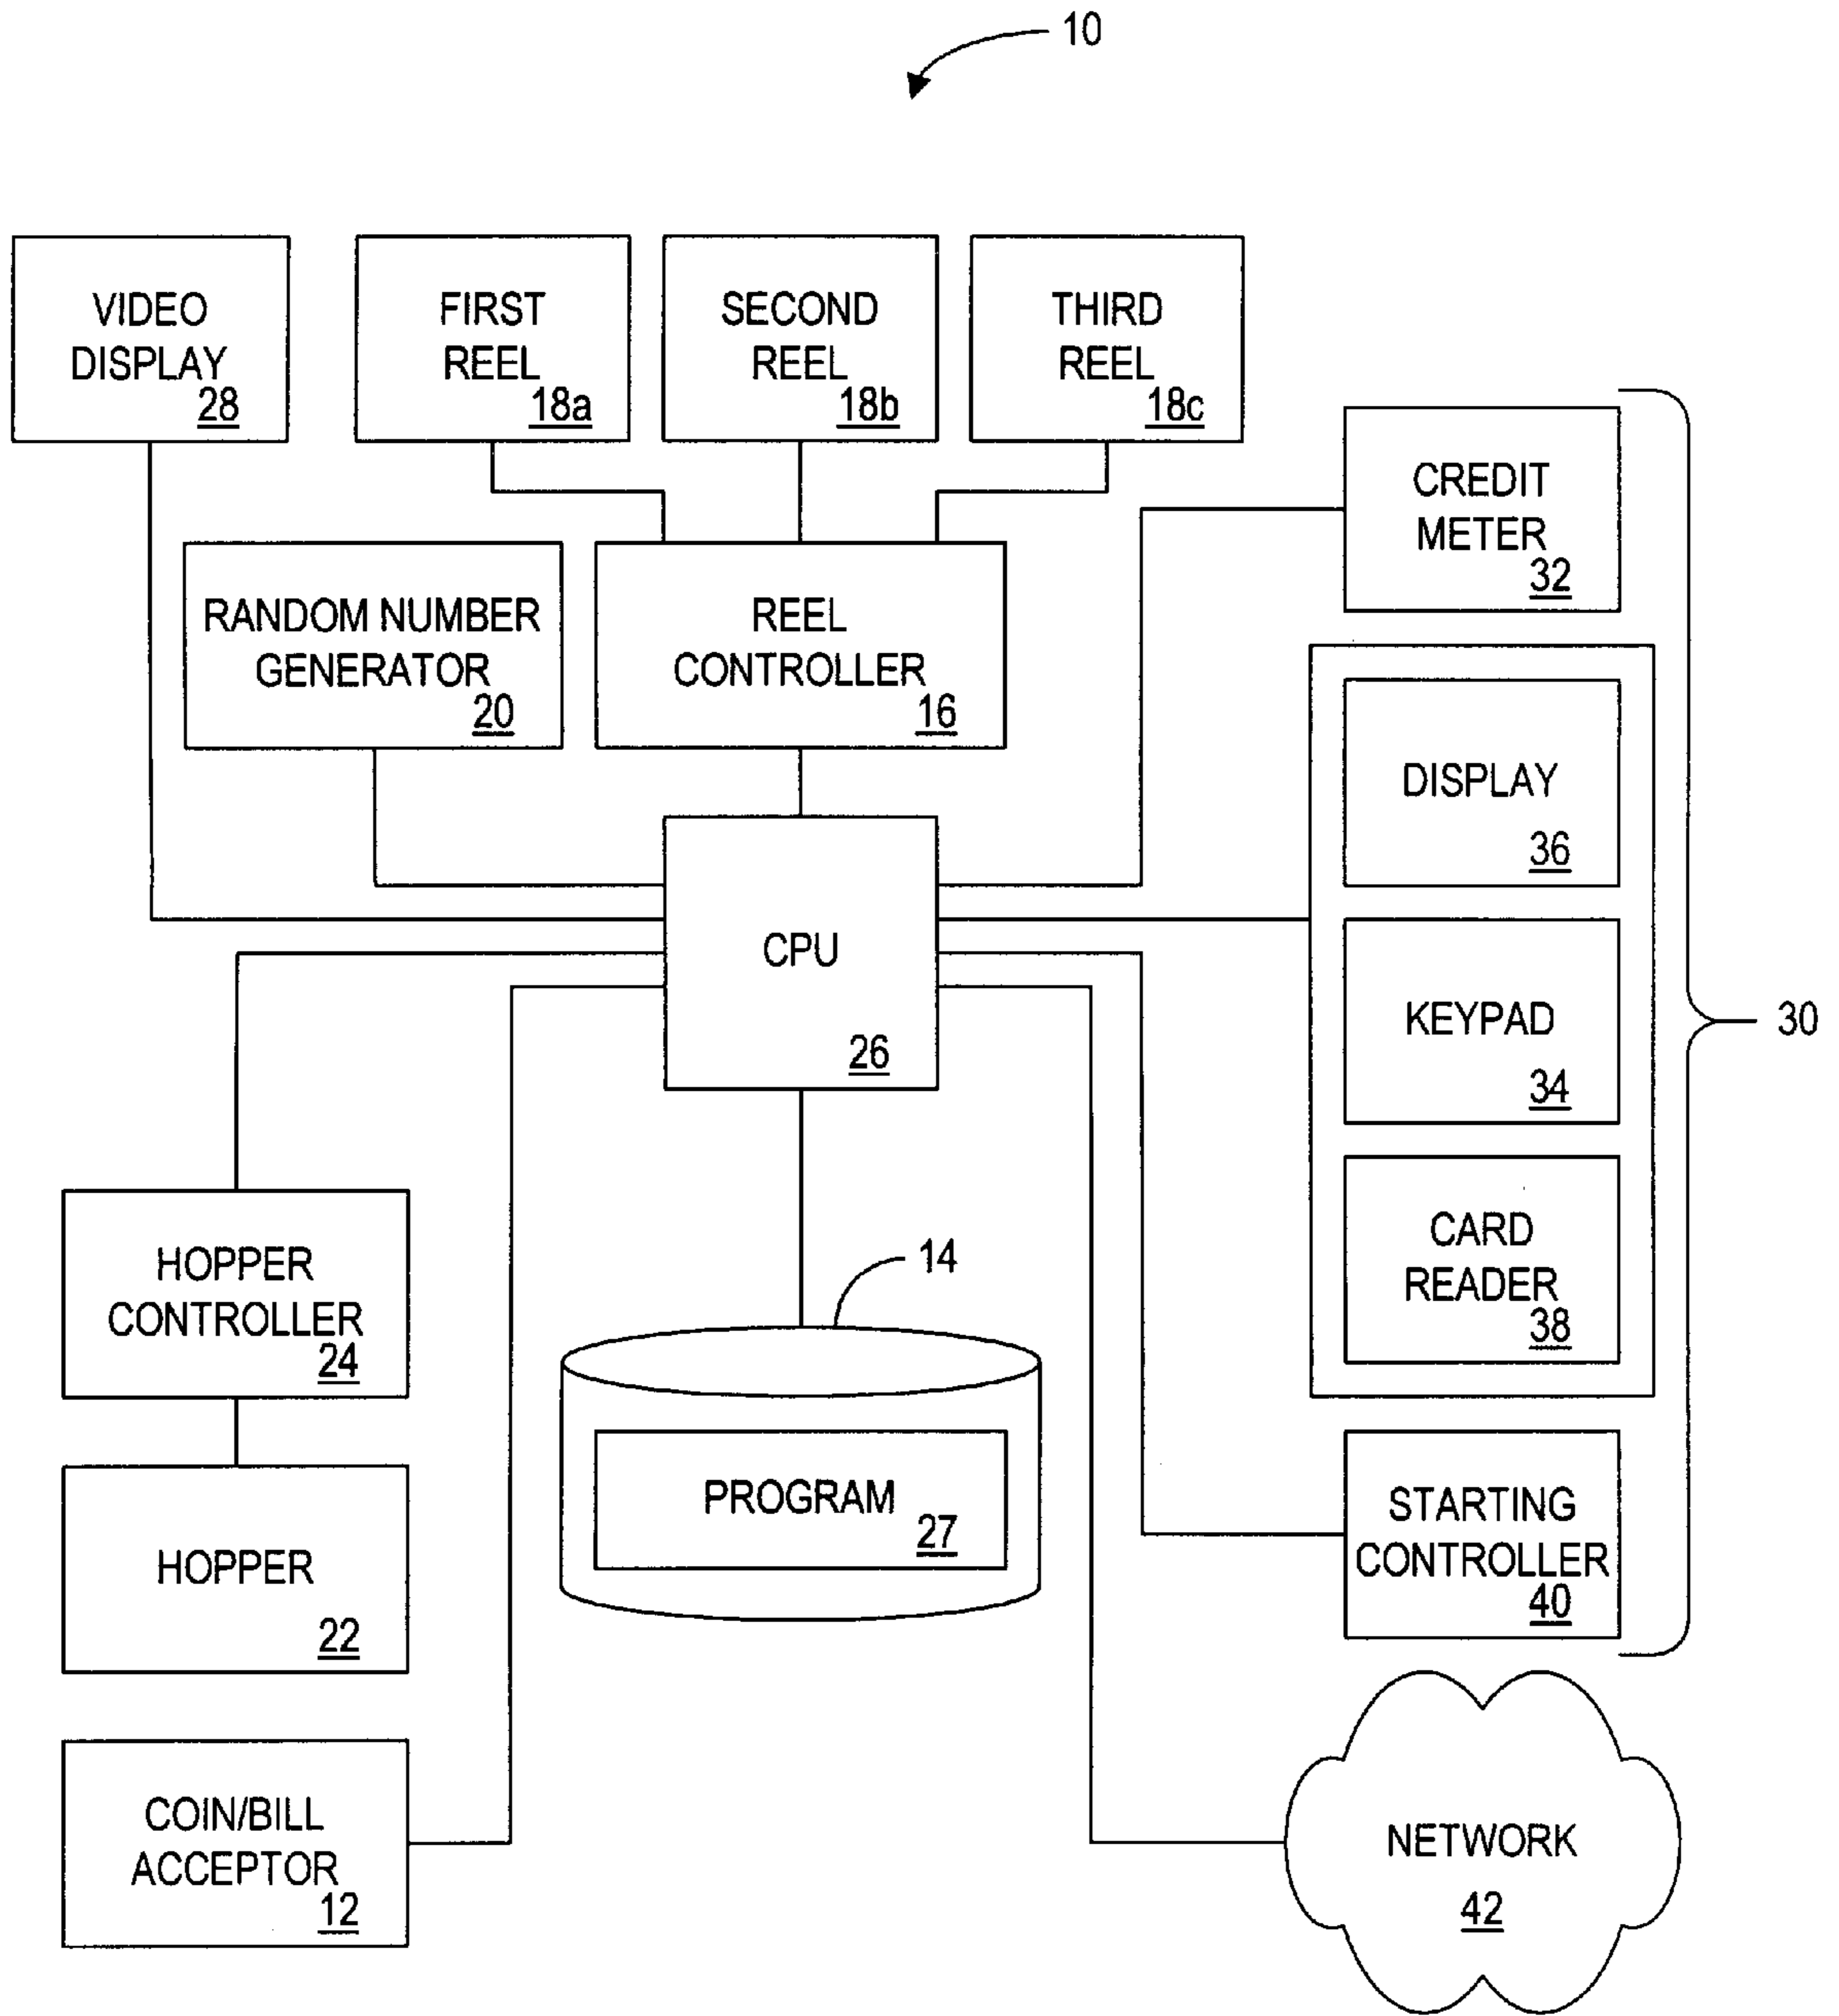 10
VIDEO
DISPLAY
28
FIRST
REEL
18a
SECOND
REEL
18b
THIRD
REEL
18c
CREDIT
METER
32
RANDOM NUMBER
GENERATOR
20
REEL
CONTROLLER
16
DISPLAY
36
CPU
26
KEYPAD
34
30
CARD
READER
38
HOPPER
CONTROLLER
24
14
PROGRAM
27
STARTING
CONTROLLER
40
HOPPER
22
COIN/BILL
ACCEPTOR
12
NETWORK
42